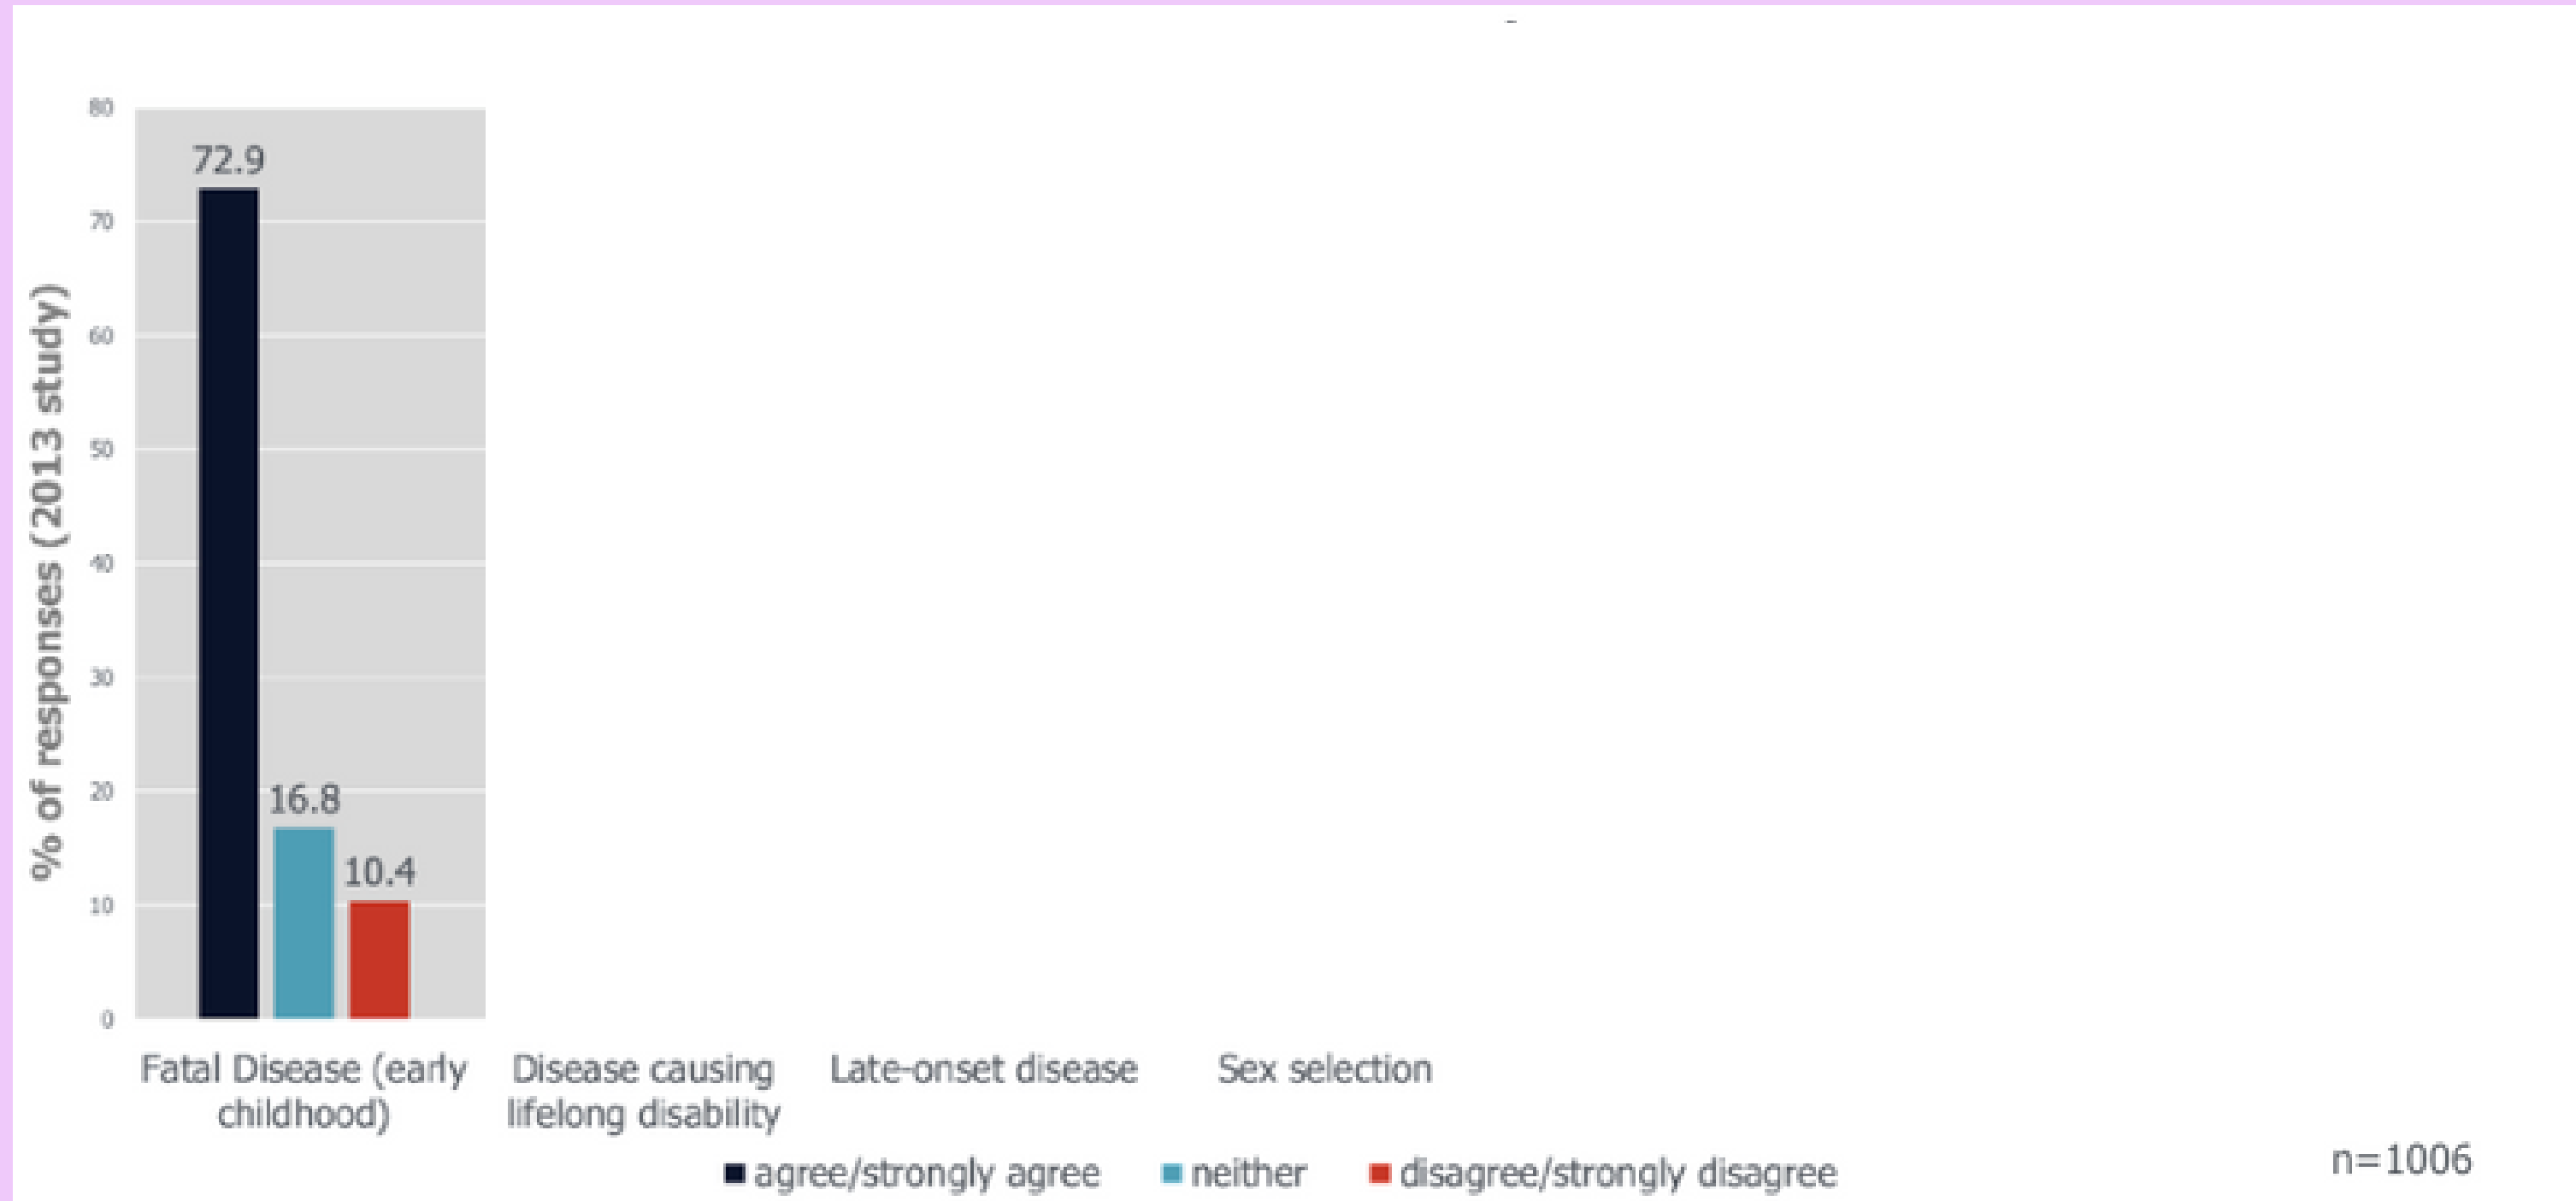 % of responses (2013 study)
80
70
60
50
40
30
20
10
0
72.9
16.8
10.4
Fatal Disease (early
childhood)
Disease causing
lifelong disability
Late-onset disease
Sex selection
agree/strongly agree
neither
disagree/strongly disagree
n=1006